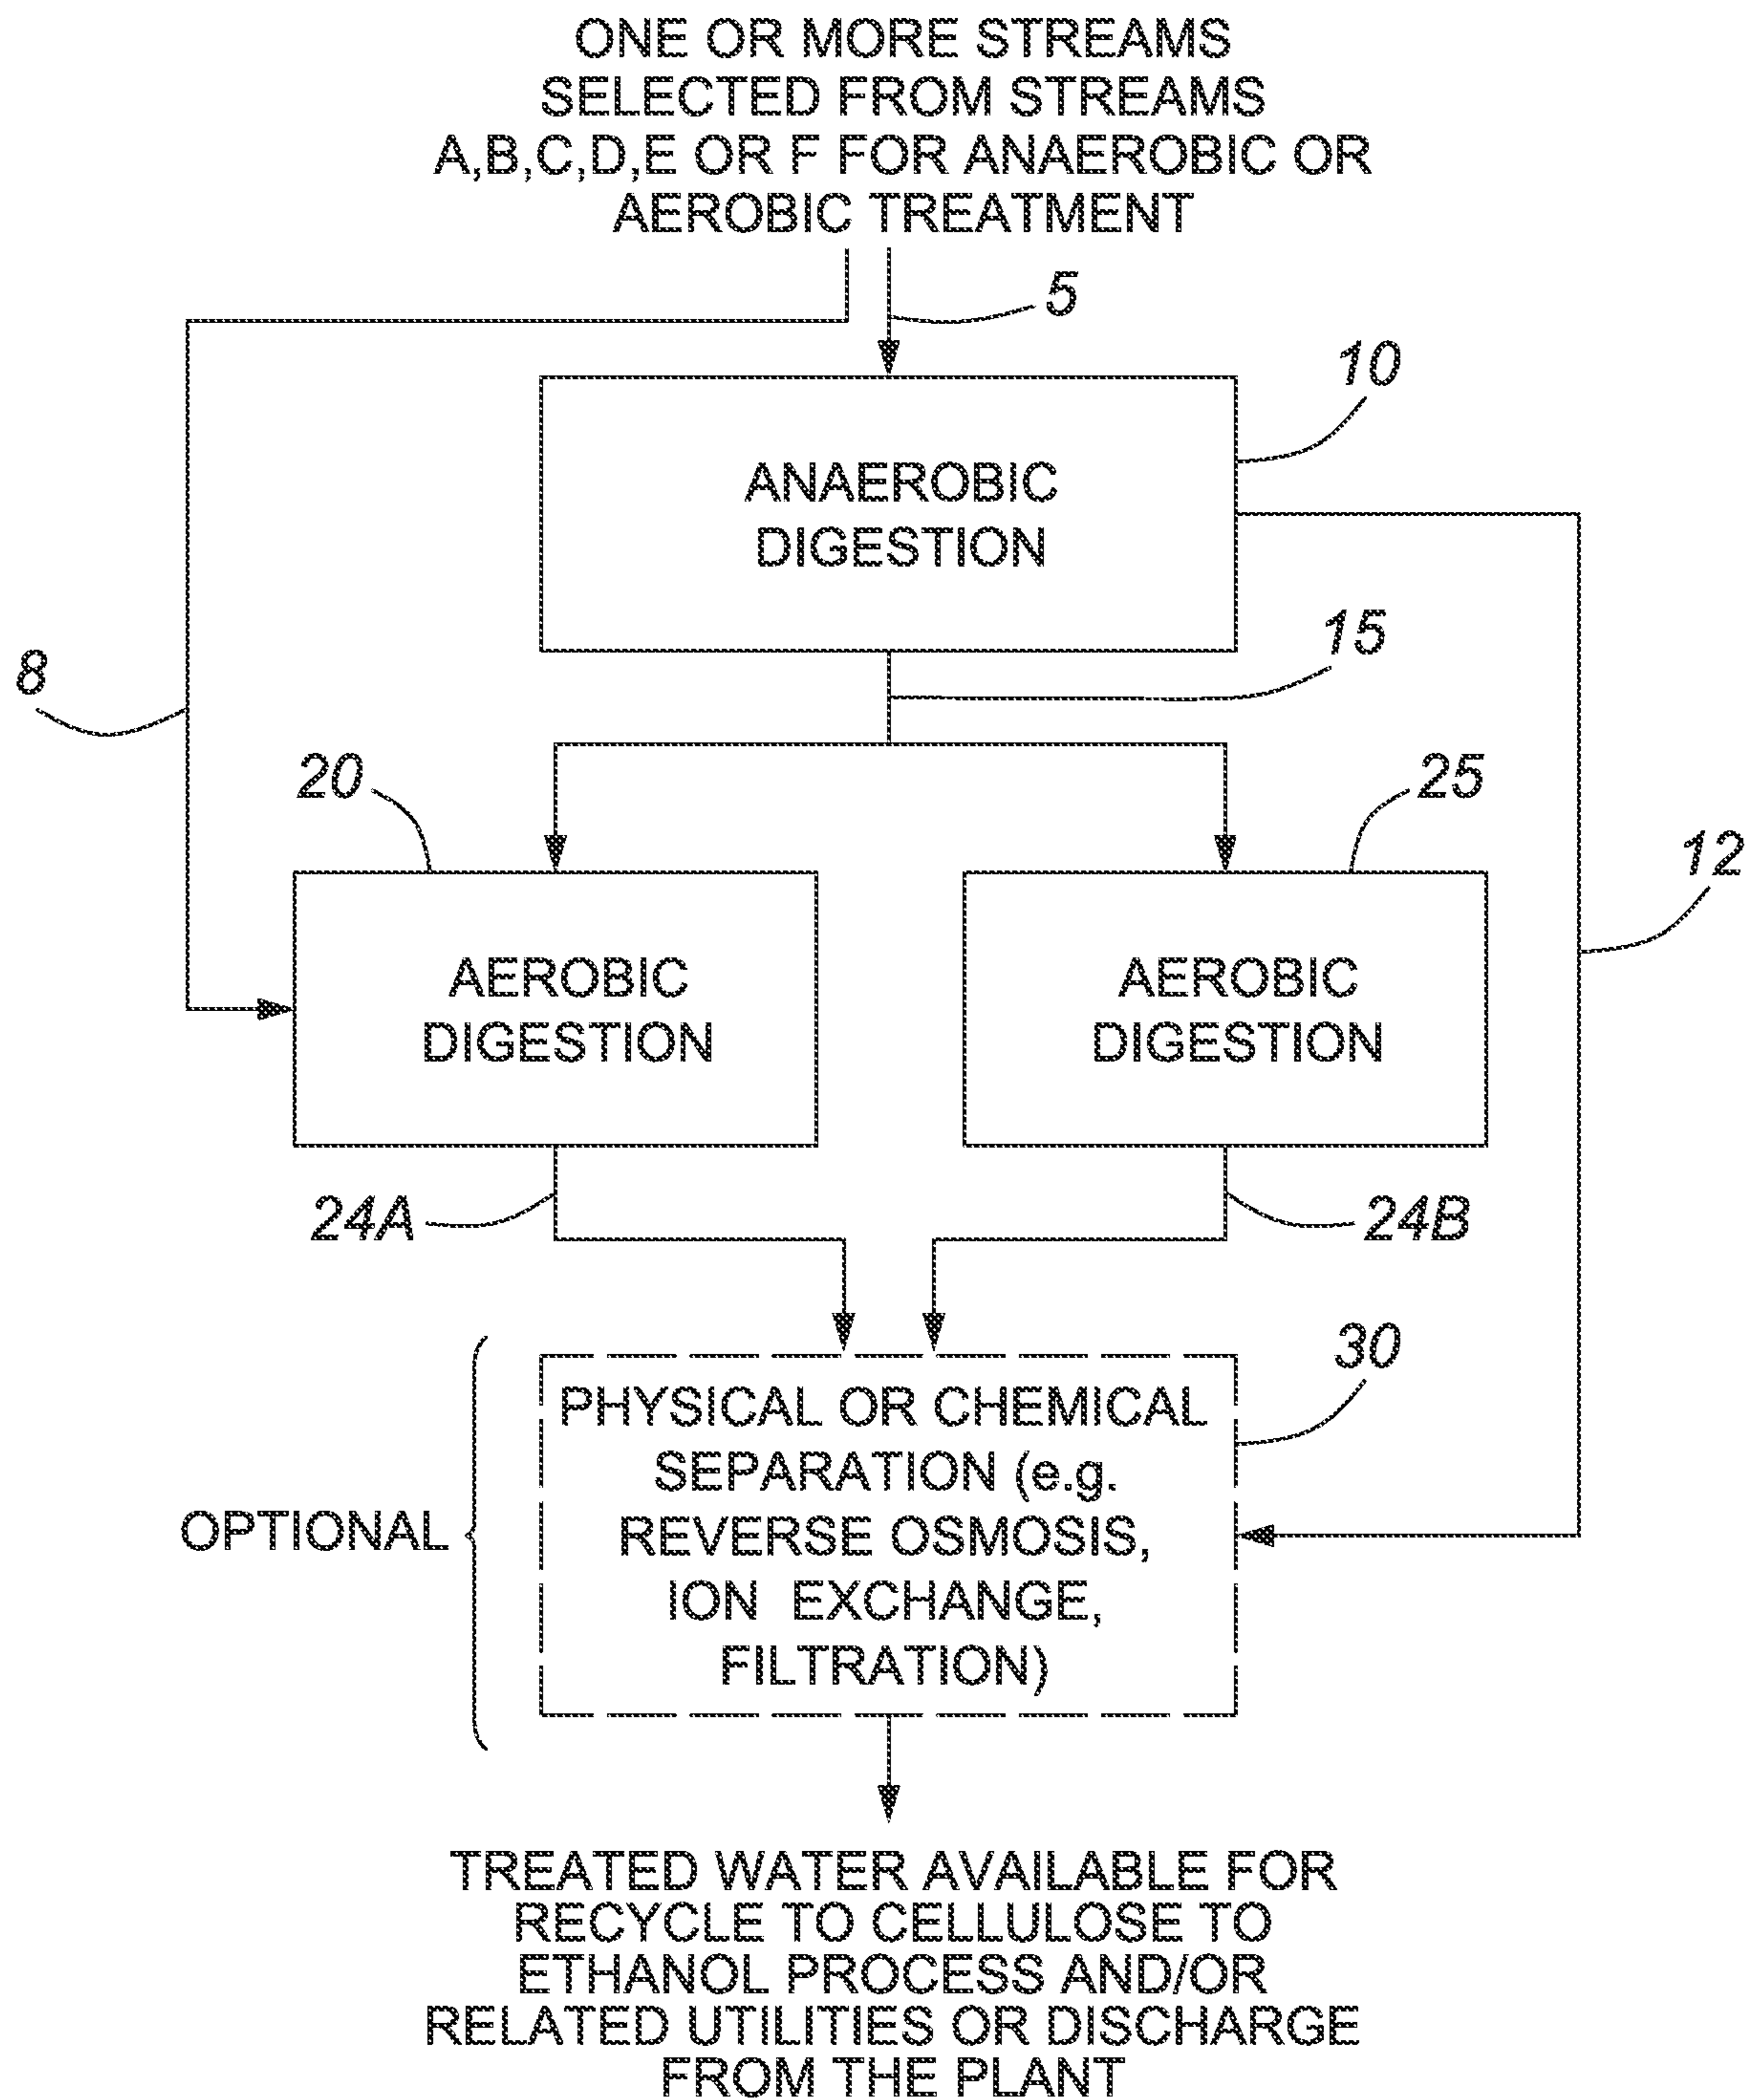 ONE OR MORE STREAMS
SELECTED FROM STREAMS
A,B,C,D,E OR F FOR ANAEROBIC OR
AEROBIC TREATMENT
5
10
ANAEROBIC
DIGESTION
15
8
20
25
12
AEROBIC
DIGESTION
AEROBIC
DIGESTION
24A
24B
30
OPTIONAL
PHYSICAL OR CHEMICAL
SEPARATION (e.g.
REVERSE OSMOSIS,
ION EXCHANGE,
FILTRATION)
TREATED WATER AVAILABLE FOR
RECYCLE TO CELLULOSE TO
ETHANOL PROCESS AND/OR
RELATED UTILITIES OR DISCHARGE
FROM THE PLANT